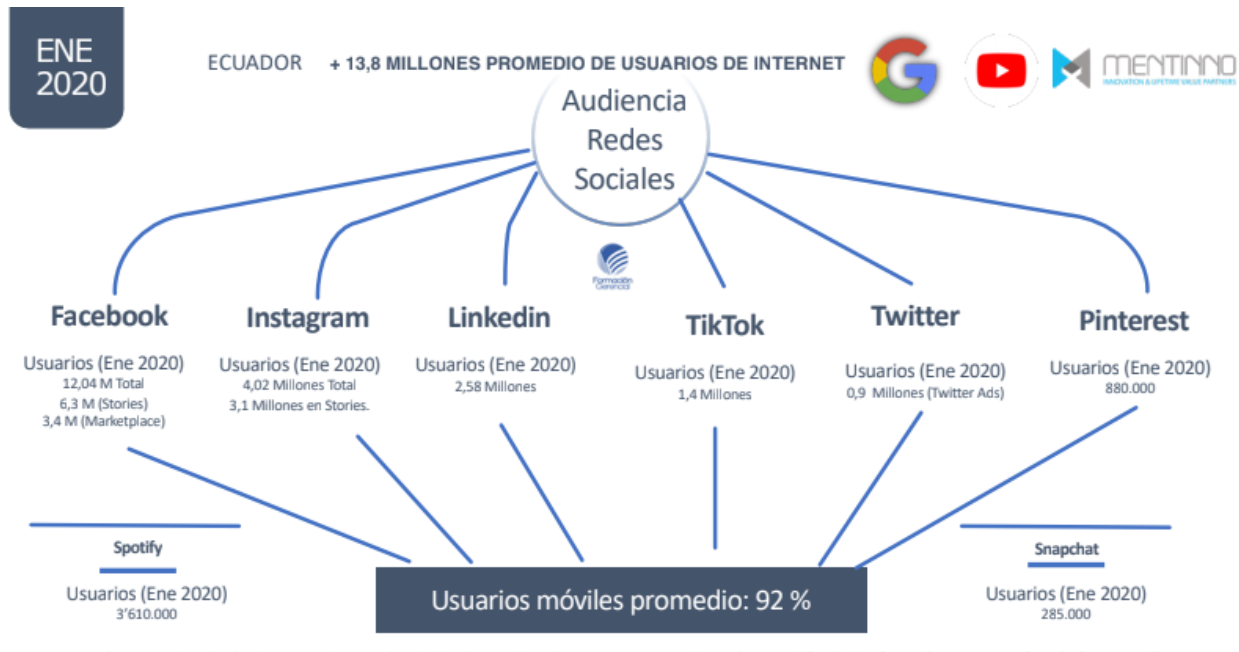 ENE
2020
ECUADOR + 13,8 MILLONES PROMEDIO DE USUARIOS DE INTERNET
MENTINNO
INNOVATION & LIFETIME VALUE PARTNERS
Audiencia
Redes
Sociales
Formación
Gerencial
Facebook
Usuarios (Ene 2020)
12,04 M Total
6,3 M (Stories)
3,4 M (Marketplace)
Instagram
Usuarios (Ene 2020)
4,02 Millones Total
3,1 Millones en Stories.
Linkedin
Usuarios (Ene 2020)
2,58 Millones
TikTok
Usuarios (Ene 2020)
1,4 Millones
Twitter
Usuarios (Ene 2020)
0,9 Millones (Twitter Ads)
Pinterest
Usuarios (Ene 2020)
880.000
Spotify
Usuarios (Ene 2020)
3'610.000
Usuarios móviles promedio: 92 %
Snapchat
Usuarios (Ene 2020)
285.000